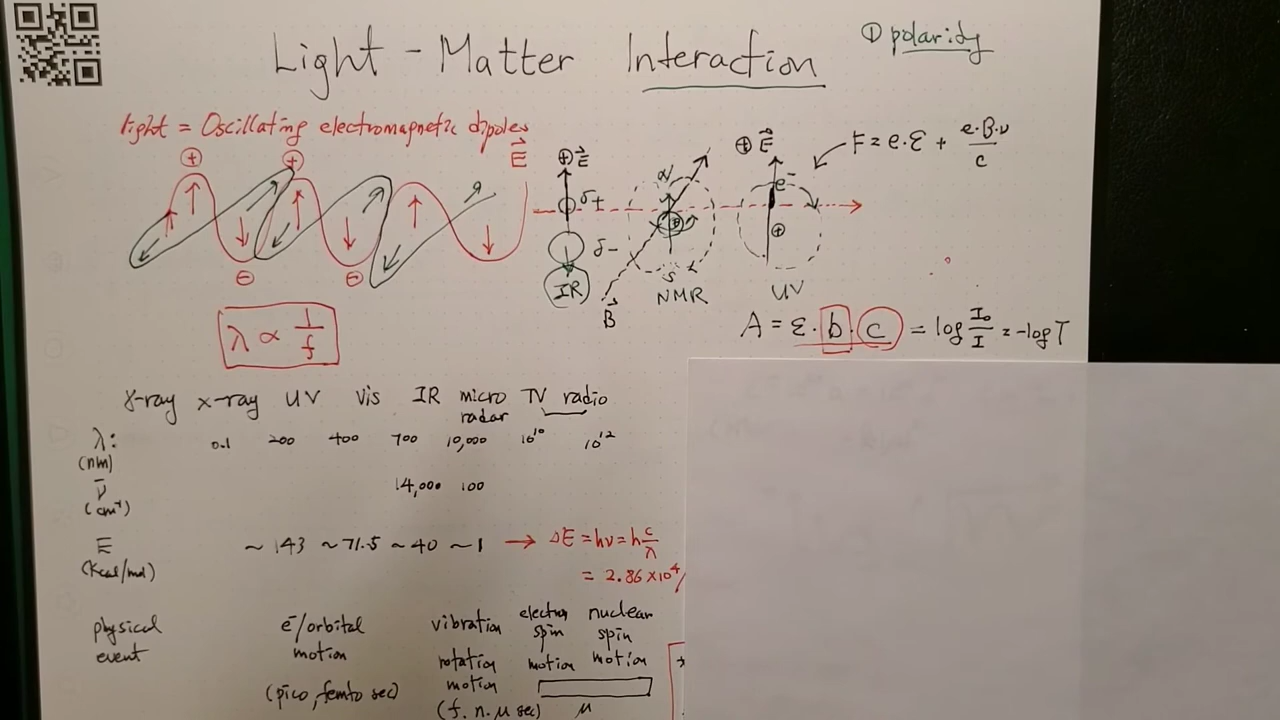 Light - Matter Interaction
① polarity
light = Oscillating electromagnetic dipoles
⊕ ⊕ E⃗
⊖ ⊖
⊕ E⃗
δ+
δ-
IR
α
B⃗
NMR
⊕ E⃗
e⁻
⊕
UV
F = e·ε + e·B·v/c
λ ∝ 1/f
A = ε·b·c = log I₀/I = -log T
γ-ray x-ray UV Vis IR micro radar TV radio
λ: (nm) 0.1 200 400 700 10,000 10¹⁰ 10¹²
ν̄ (cm⁻¹) 14,000 100
E (Kcal/mol) ~143 ~71.5 ~40 ~1 → ΔE = hν = h c/λ
= 2.86 ×10⁴/
physical event
e⁻/orbital motion
(pico, femto sec)
vibration
rotation
motion
(f. n. μ sec)
electron spin motion
nuclear spin motion
μ